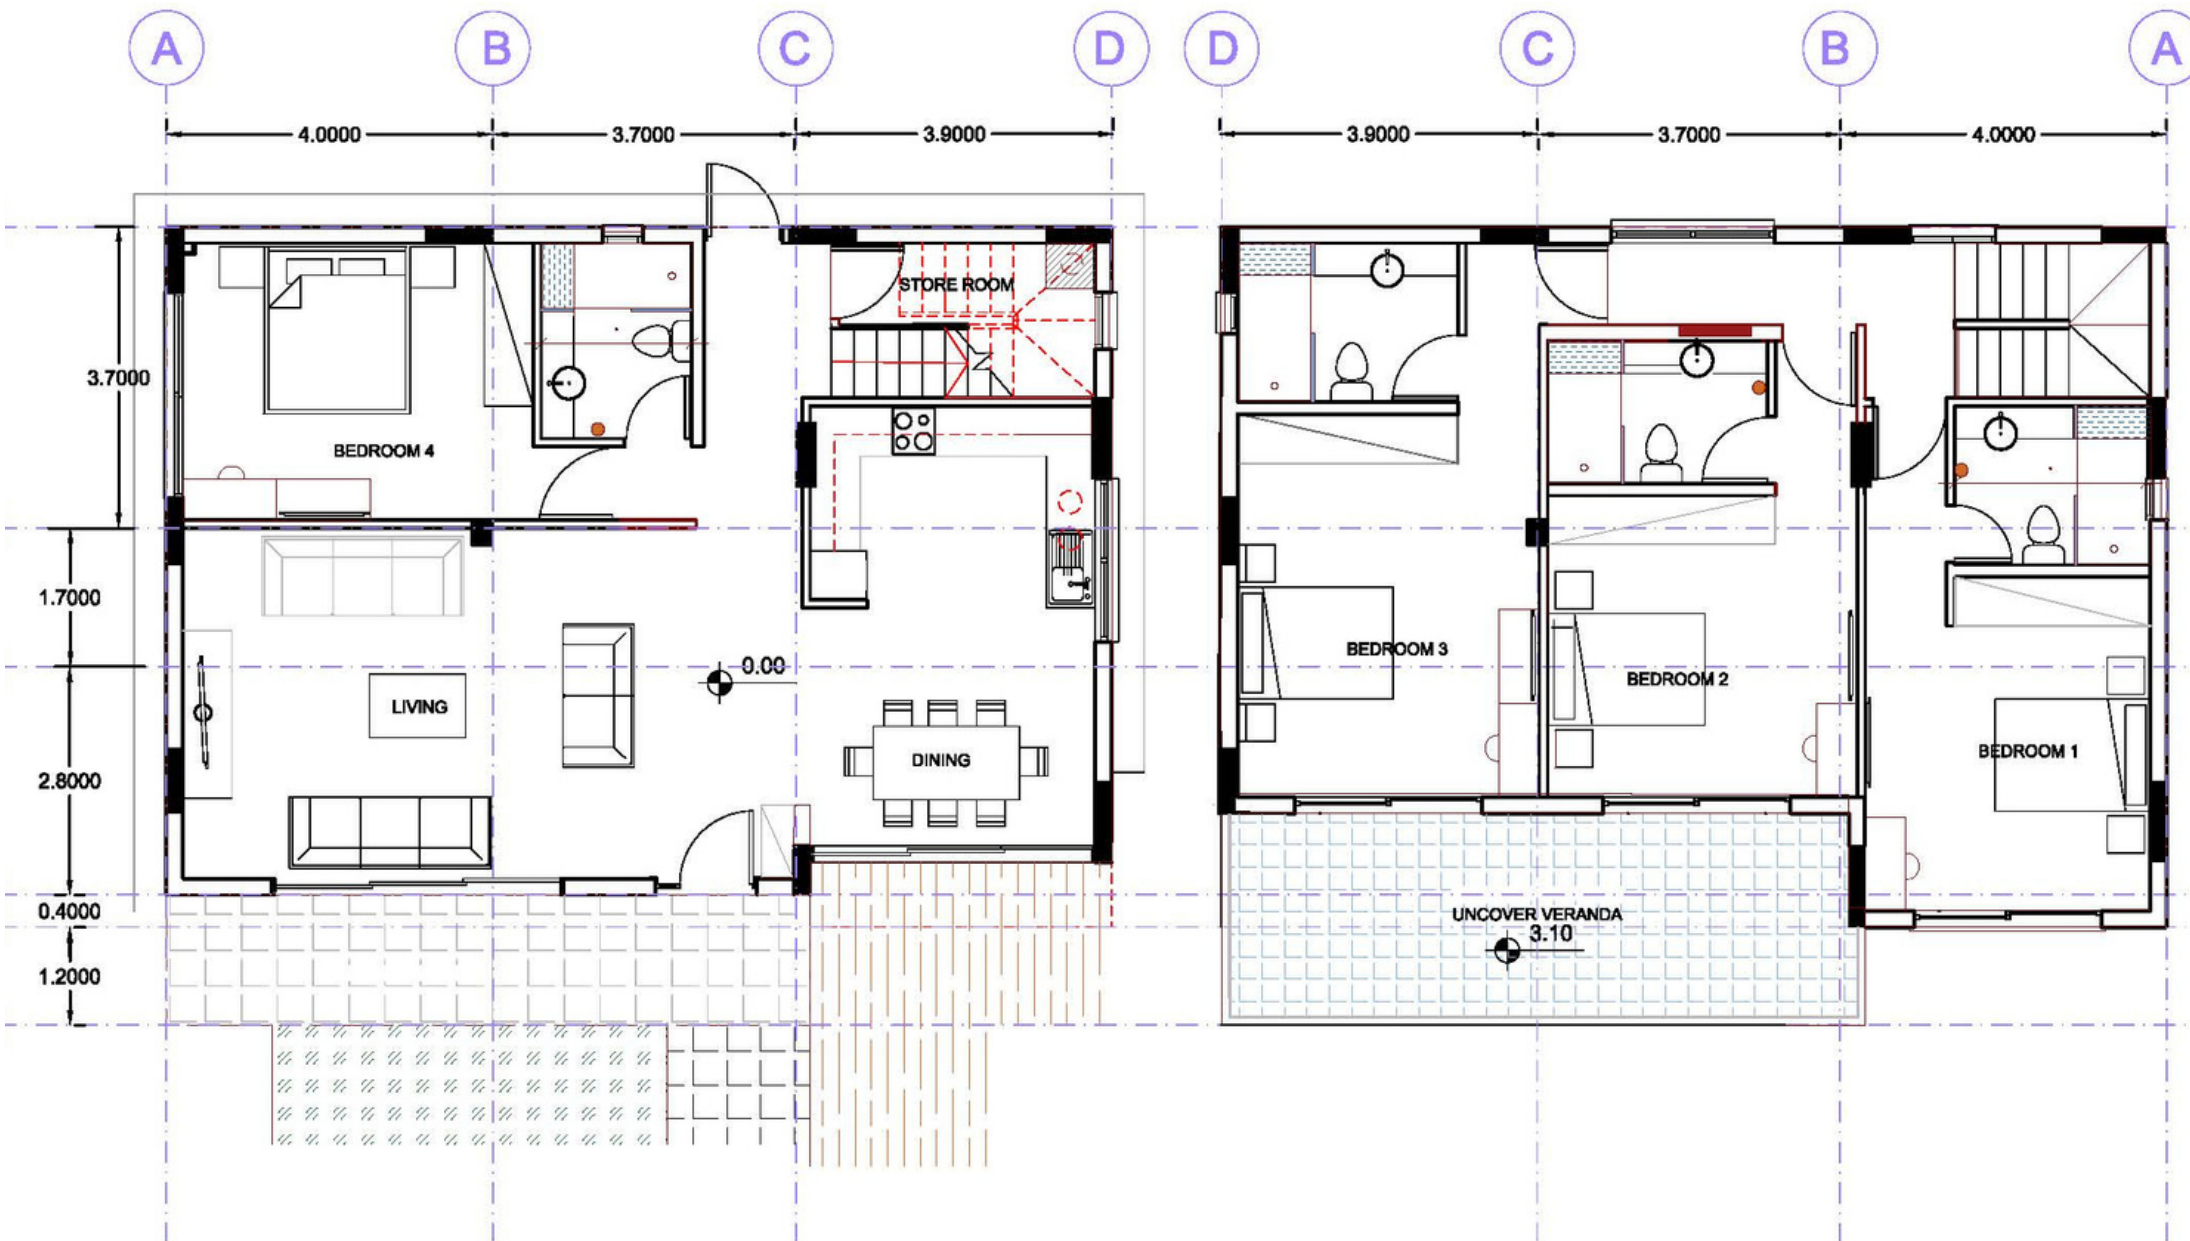 A B C D D C B A
4.0000 3.7000 3.9000 3.9000 3.7000 4.0000
STORE ROOM
3.7000
BEDROOM 4
1.7000
BEDROOM 3
0.00
BEDROOM 2
LIVING
BEDROOM 1
DINING
2.8000
0.4000
UNCOVER VERANDA
3.10
1.2000